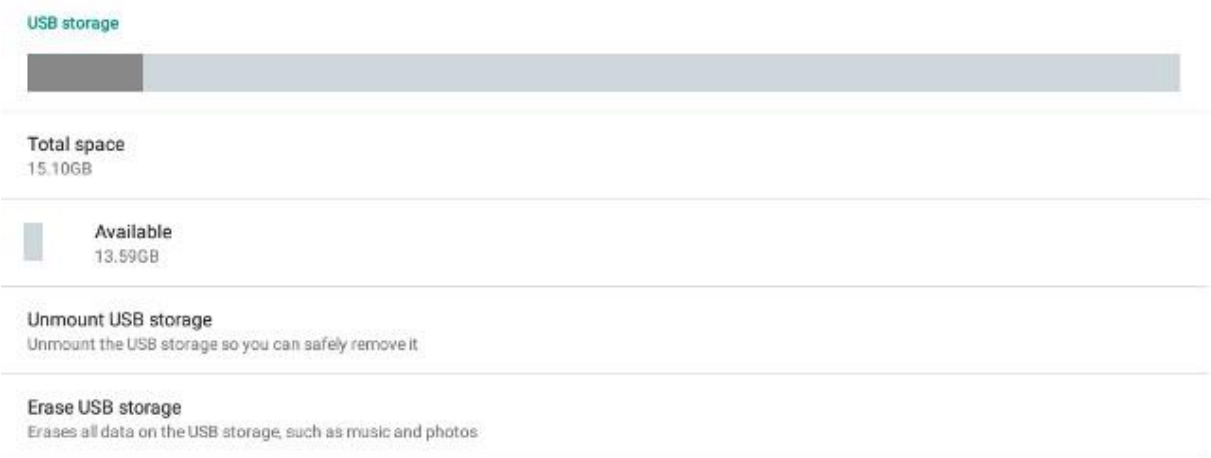 USB storage
Total space
15.10GB
Available
13.59GB
Unmount USB storage
Unmount the USB storage so you can safely remove it
Erase USB storage
Erases all data on the USB storage, such as music and photos